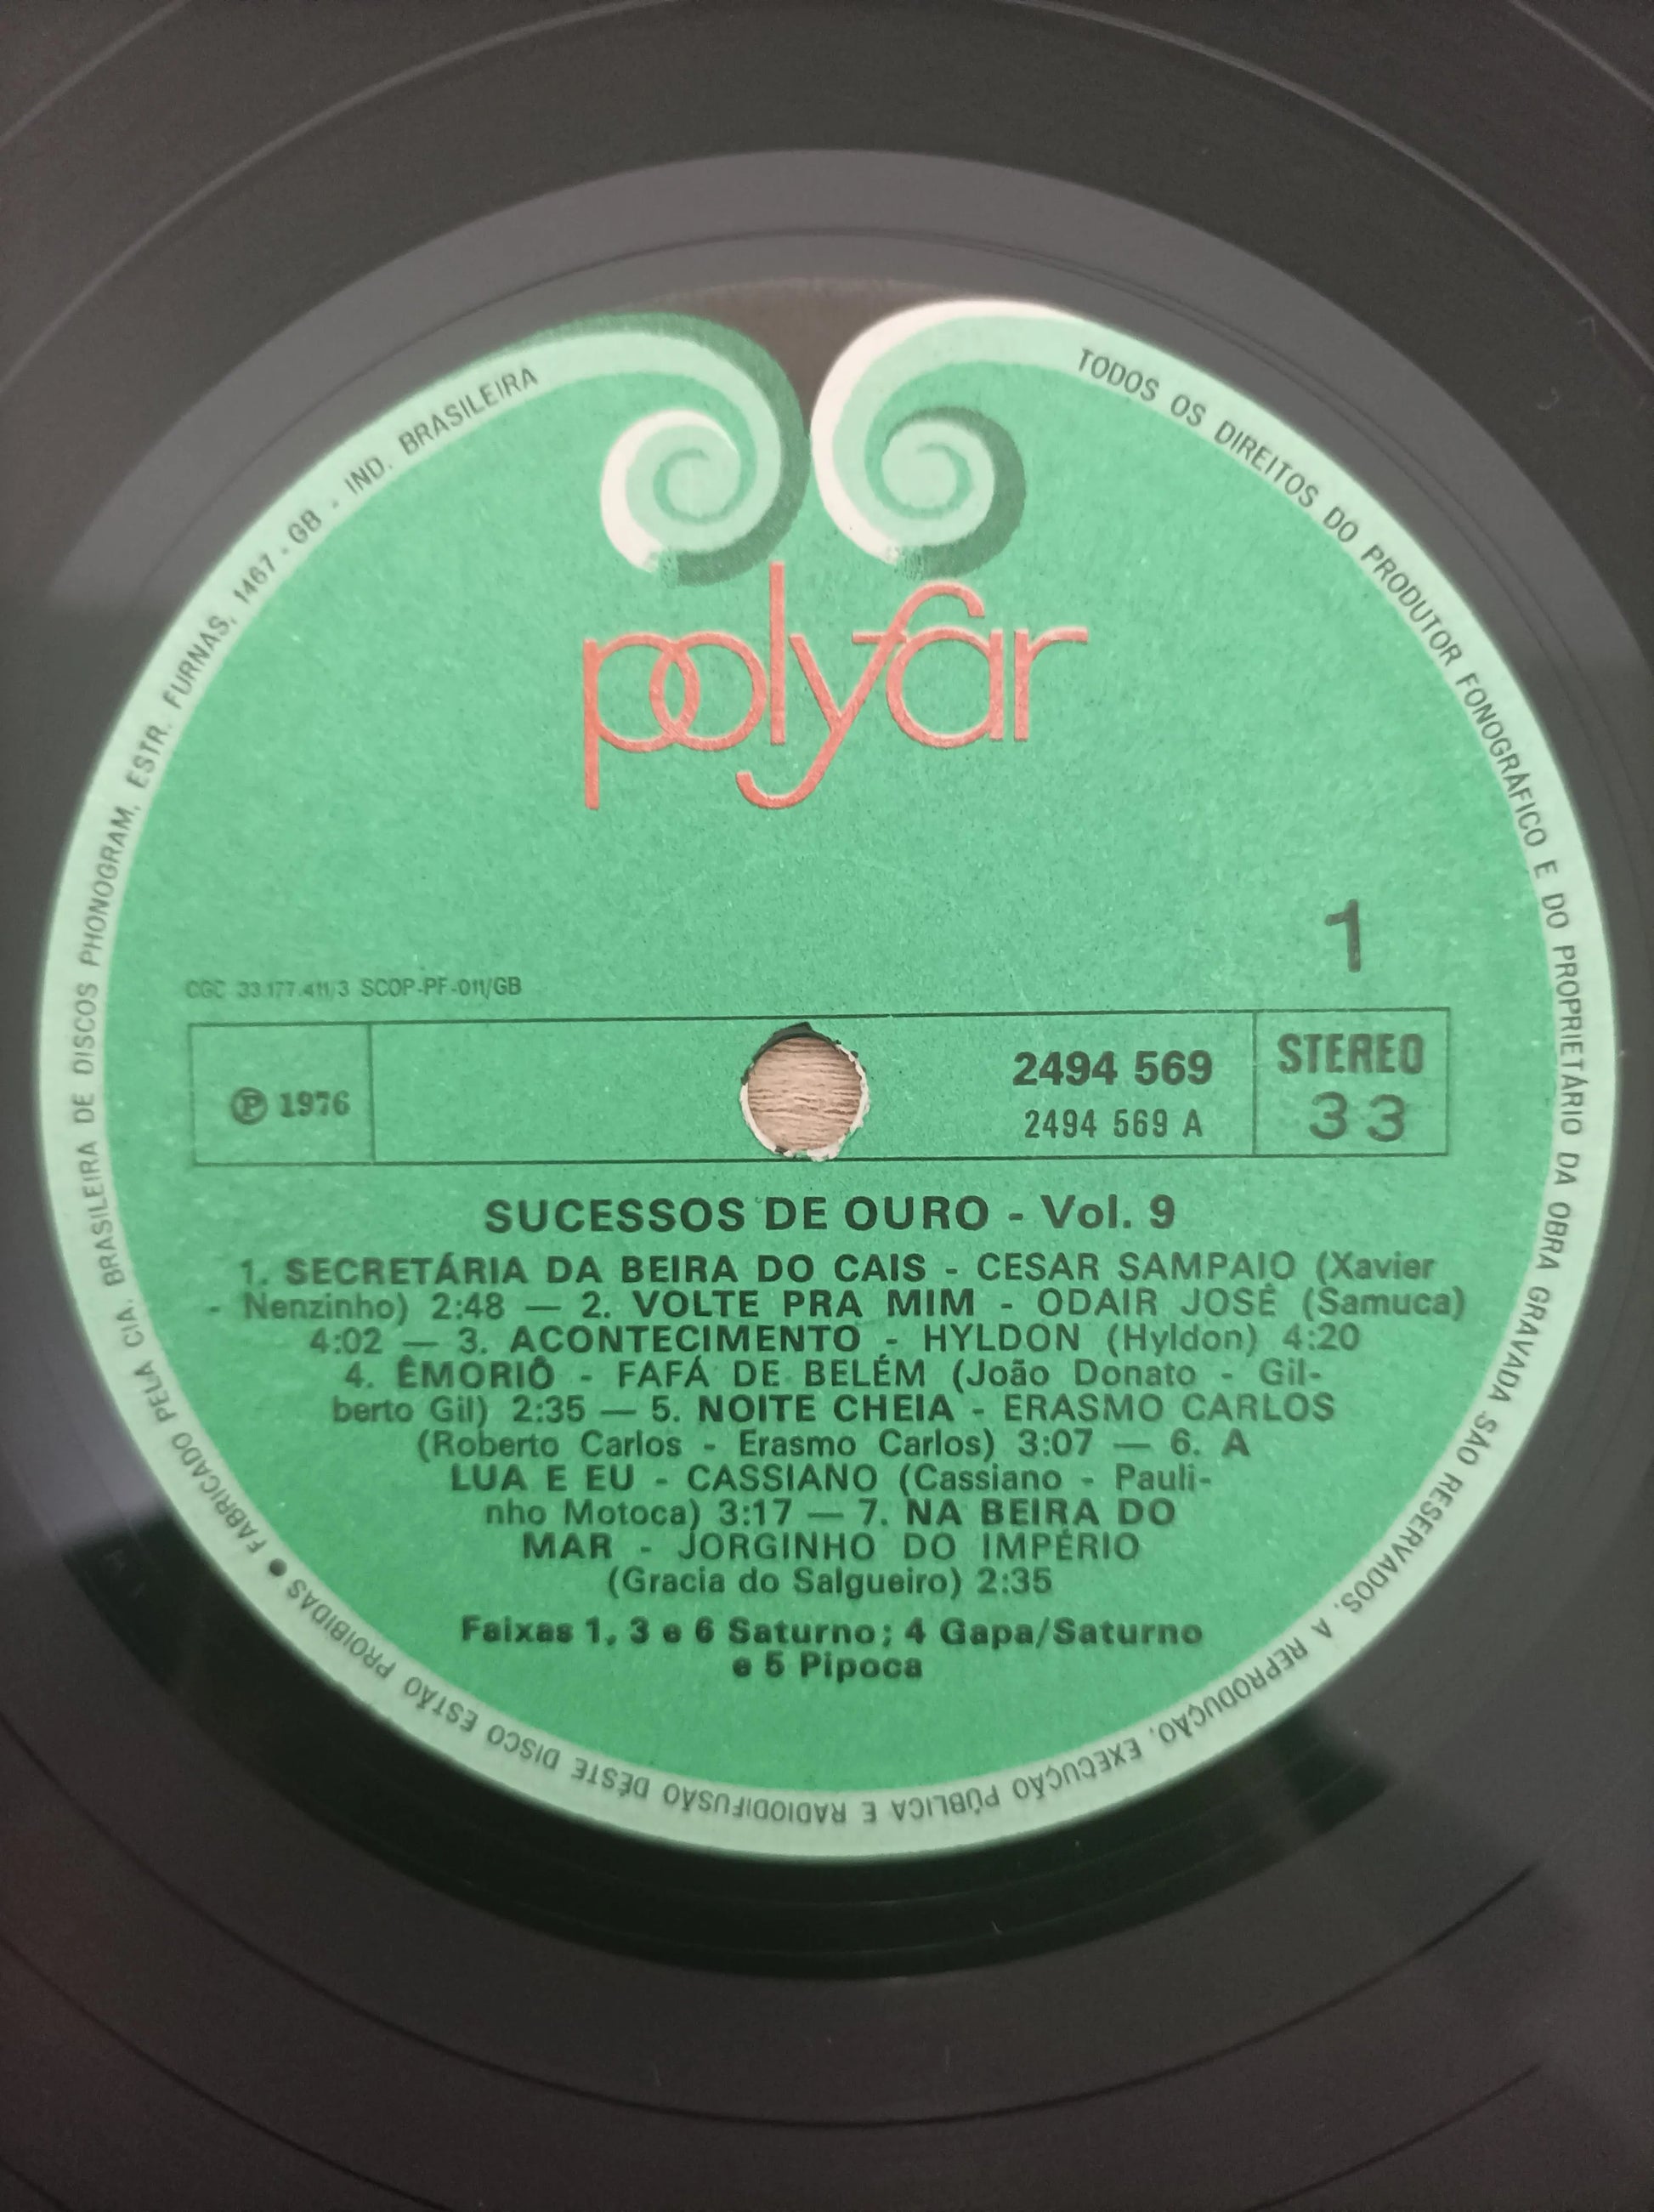 polyfar
1
CGC 33.177.411/3 SCOP-PF-011/GB
Ⓟ 1976
2494 569
2494 569 A
STEREO
33
SUCESSOS DE OURO - Vol. 9
1. SECRETÁRIA DA BEIRA DO CAIS - CESAR SAMPAIO (Xavier
- Nenzinho) 2:48 — 2. VOLTE PRA MIM - ODAIR JOSÉ (Samuca)
4:02 — 3. ACONTECIMENTO - HYLDON (Hyldon) 4:20
4. ÊMORIÔ - FAFÁ DE BELÉM (João Donato - Gil-
berto Gil) 2:35 — 5. NOITE CHEIA - ERASMO CARLOS
(Roberto Carlos - Erasmo Carlos) 3:07 — 6. A
LUA E EU - CASSIANO (Cassiano - Pauli-
nho Motoca) 3:17 — 7. NA BEIRA DO
MAR - JORGINHO DO IMPÉRIO
(Gracia do Salgueiro) 2:35
Faixas 1, 3 e 6 Saturno; 4 Gapa/Saturno
e 5 Pipoca
TODOS OS DIREITOS DO PRODUTOR FONOGRÁFICO E DO PROPRIETÁRIO DA OBRA GRAVADA SÃO RESERVADOS. A REPRODUÇÃO, EXECUÇÃO PÚBLICA E RADIODIFUSÃO DÊSTE DISCO ESTÃO PROIBIDAS ● FABRICADO PELA CIA. BRASILEIRA DE DISCOS PHONOGRAM, ESTR. FURNAS, 1467 - GB - IND. BRASILEIRA